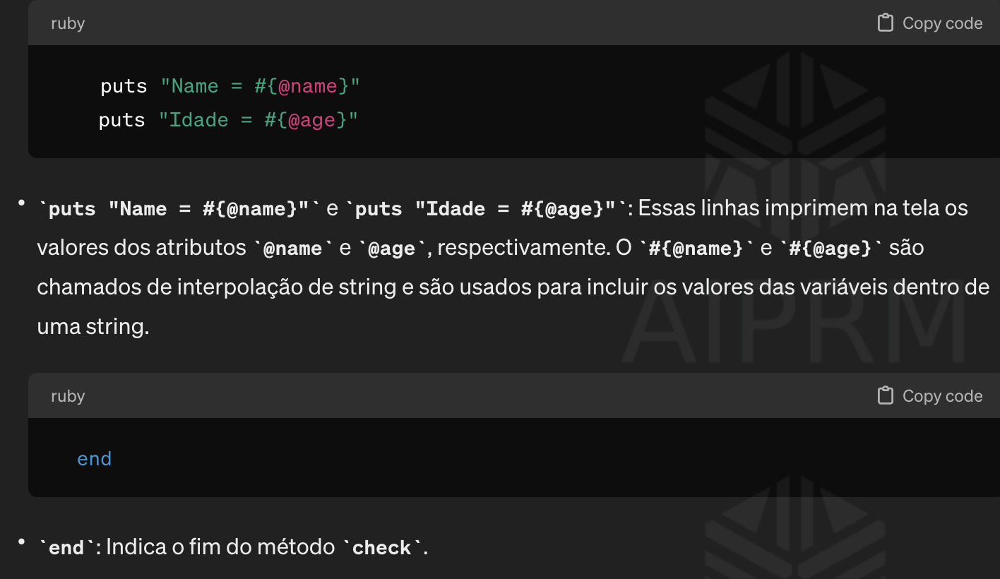 ruby Copy code
puts "Name = #{@name}"
puts "Idade = #{@age}"
• `puts "Name = #{@name}"` e `puts "Idade = #{@age}"`: Essas linhas imprimem na tela os
valores dos atributos `@name` e `@age`, respectivamente. O `#{@name}` e `#{@age}` são
chamados de interpolação de string e são usados para incluir os valores das variáveis dentro de
uma string.
AIPRM
ruby Copy code
end
• `end`: Indica o fim do método `check`.